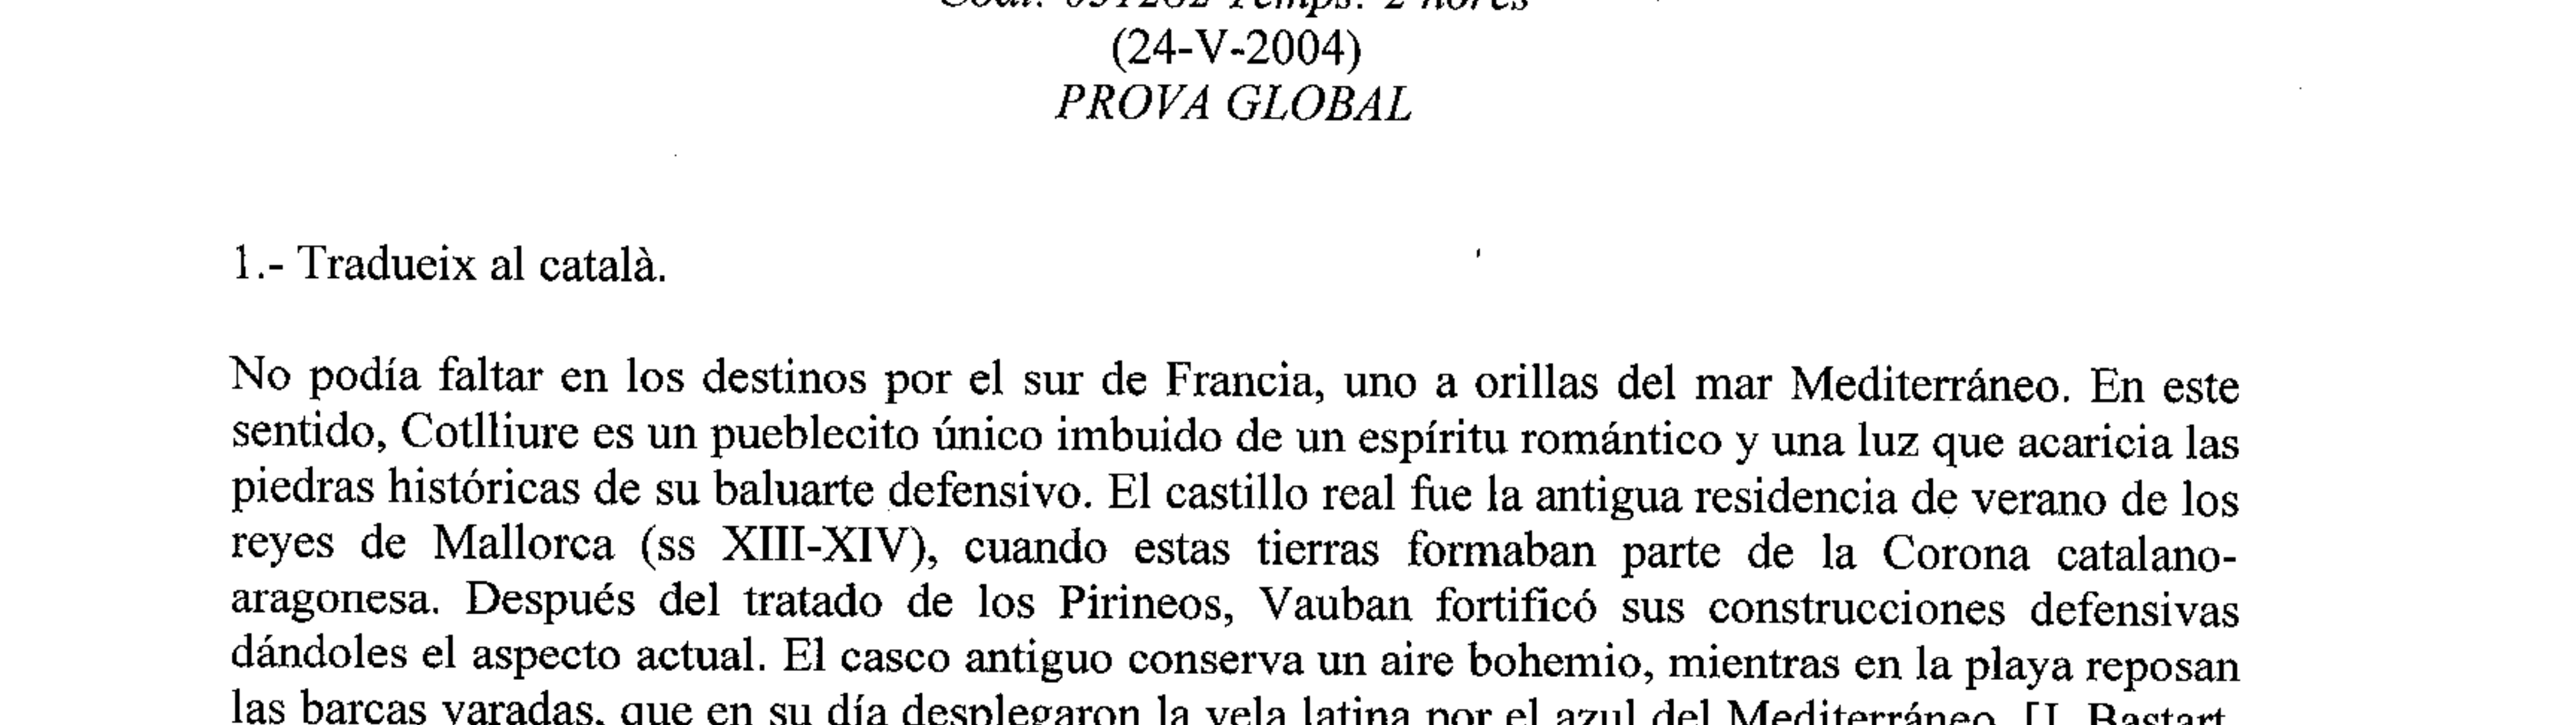 Codi: 031282 Temps: 2 hores
(24-V-2004)
PROVA GLOBAL
1.- Tradueix al català.
No podía faltar en los destinos por el sur de Francia, uno a orillas del mar Mediterráneo. En este
sentido, Cotlliure es un pueblecito único imbuido de un espíritu romántico y una luz que acaricia las
piedras históricas de su baluarte defensivo. El castillo real fue la antigua residencia de verano de los
reyes de Mallorca (ss XIII-XIV), cuando estas tierras formaban parte de la Corona catalano-
aragonesa. Después del tratado de los Pirineos, Vauban fortificó sus construcciones defensivas
dándoles el aspecto actual. El casco antiguo conserva un aire bohemio, mientras en la playa reposan
las barcas varadas, que en su día desplegaron la vela latina por el azul del Mediterráneo. [J. Bastart,